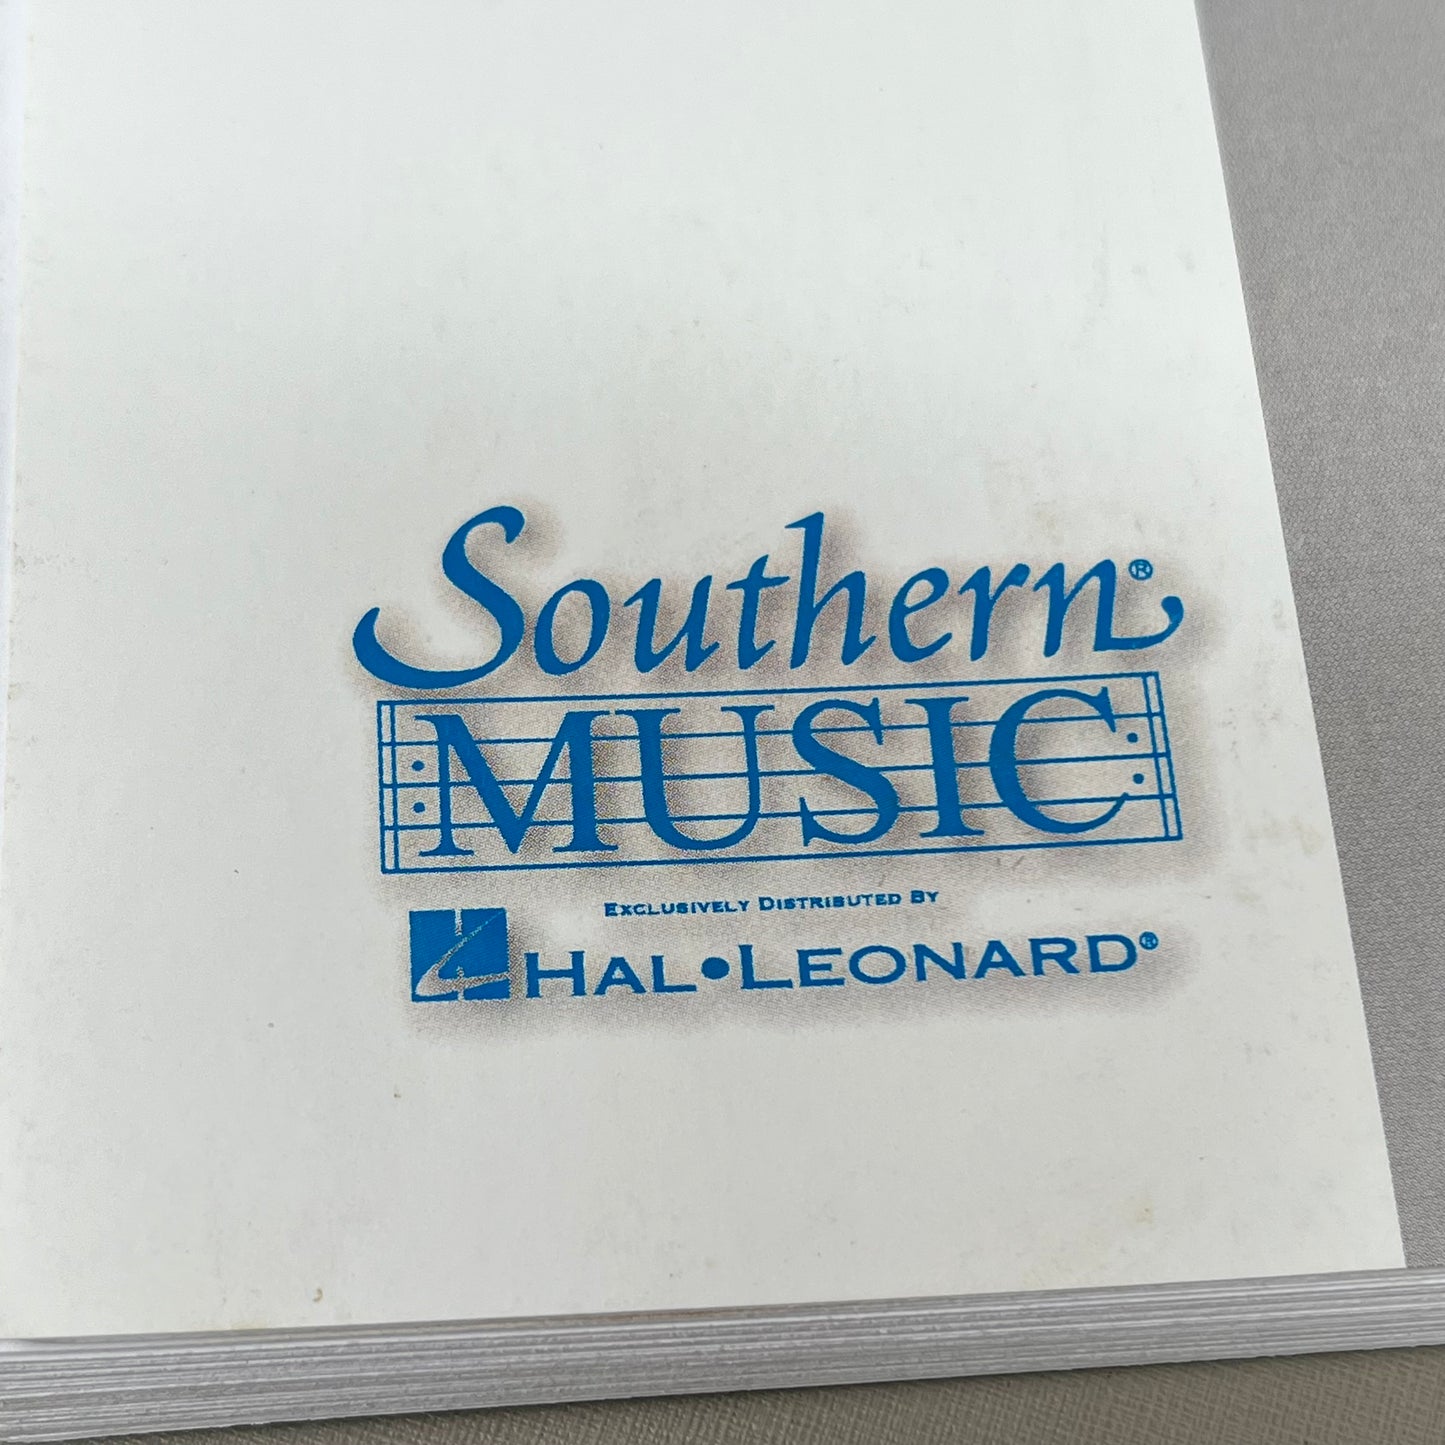 Southern®
MUSIC
EXCLUSIVELY DISTRIBUTED BY
HAL•LEONARD®